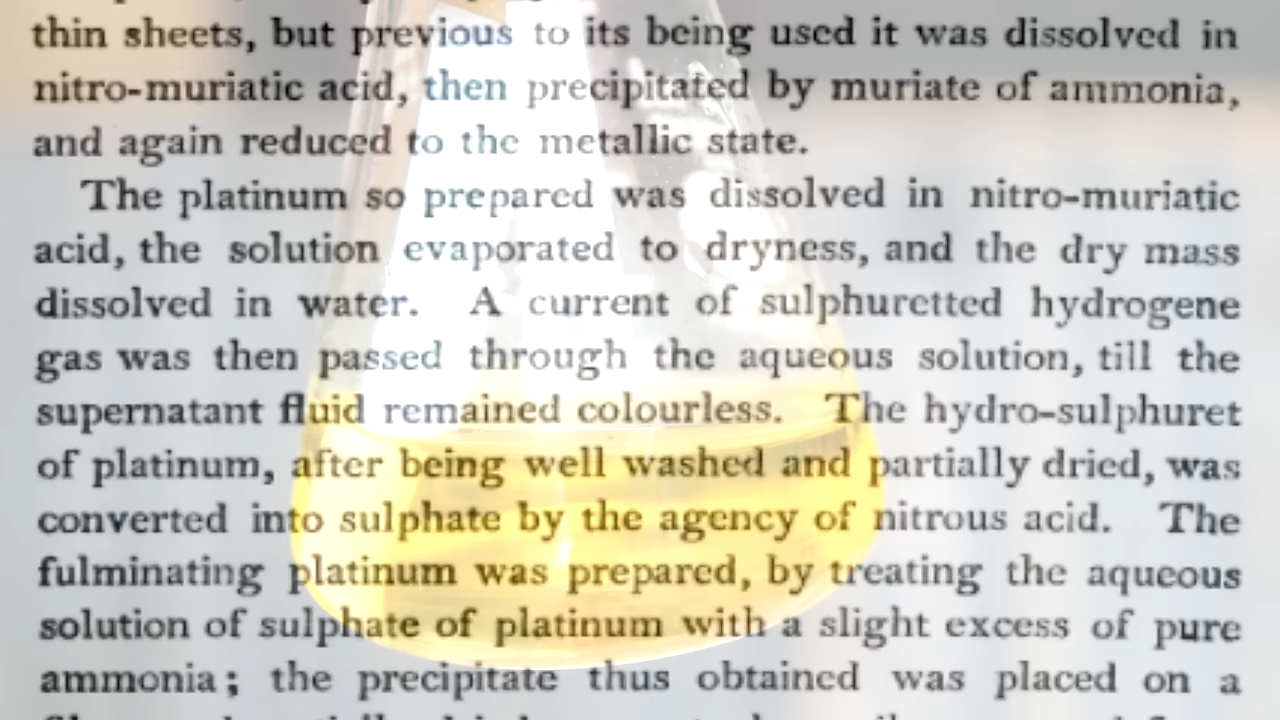 thin sheets, but previous to its being used it was dissolved in
nitro-muriatic acid, then precipitated by muriate of ammonia,
and again reduced to the metallic state.
The platinum so prepared was dissolved in nitro-muriatic
acid, the solution evaporated to dryness, and the dry mass
dissolved in water. A current of sulphuretted hydrogene
gas was then passed through the aqueous solution, till the
supernatant fluid remained colourless. The hydro-sulphuret
of platinum, after being well washed and partially dried, was
converted into sulphate by the agency of nitrous acid. The
fulminating platinum was prepared, by treating the aqueous
solution of sulphate of platinum with a slight excess of pure
ammonia; the precipitate thus obtained was placed on a